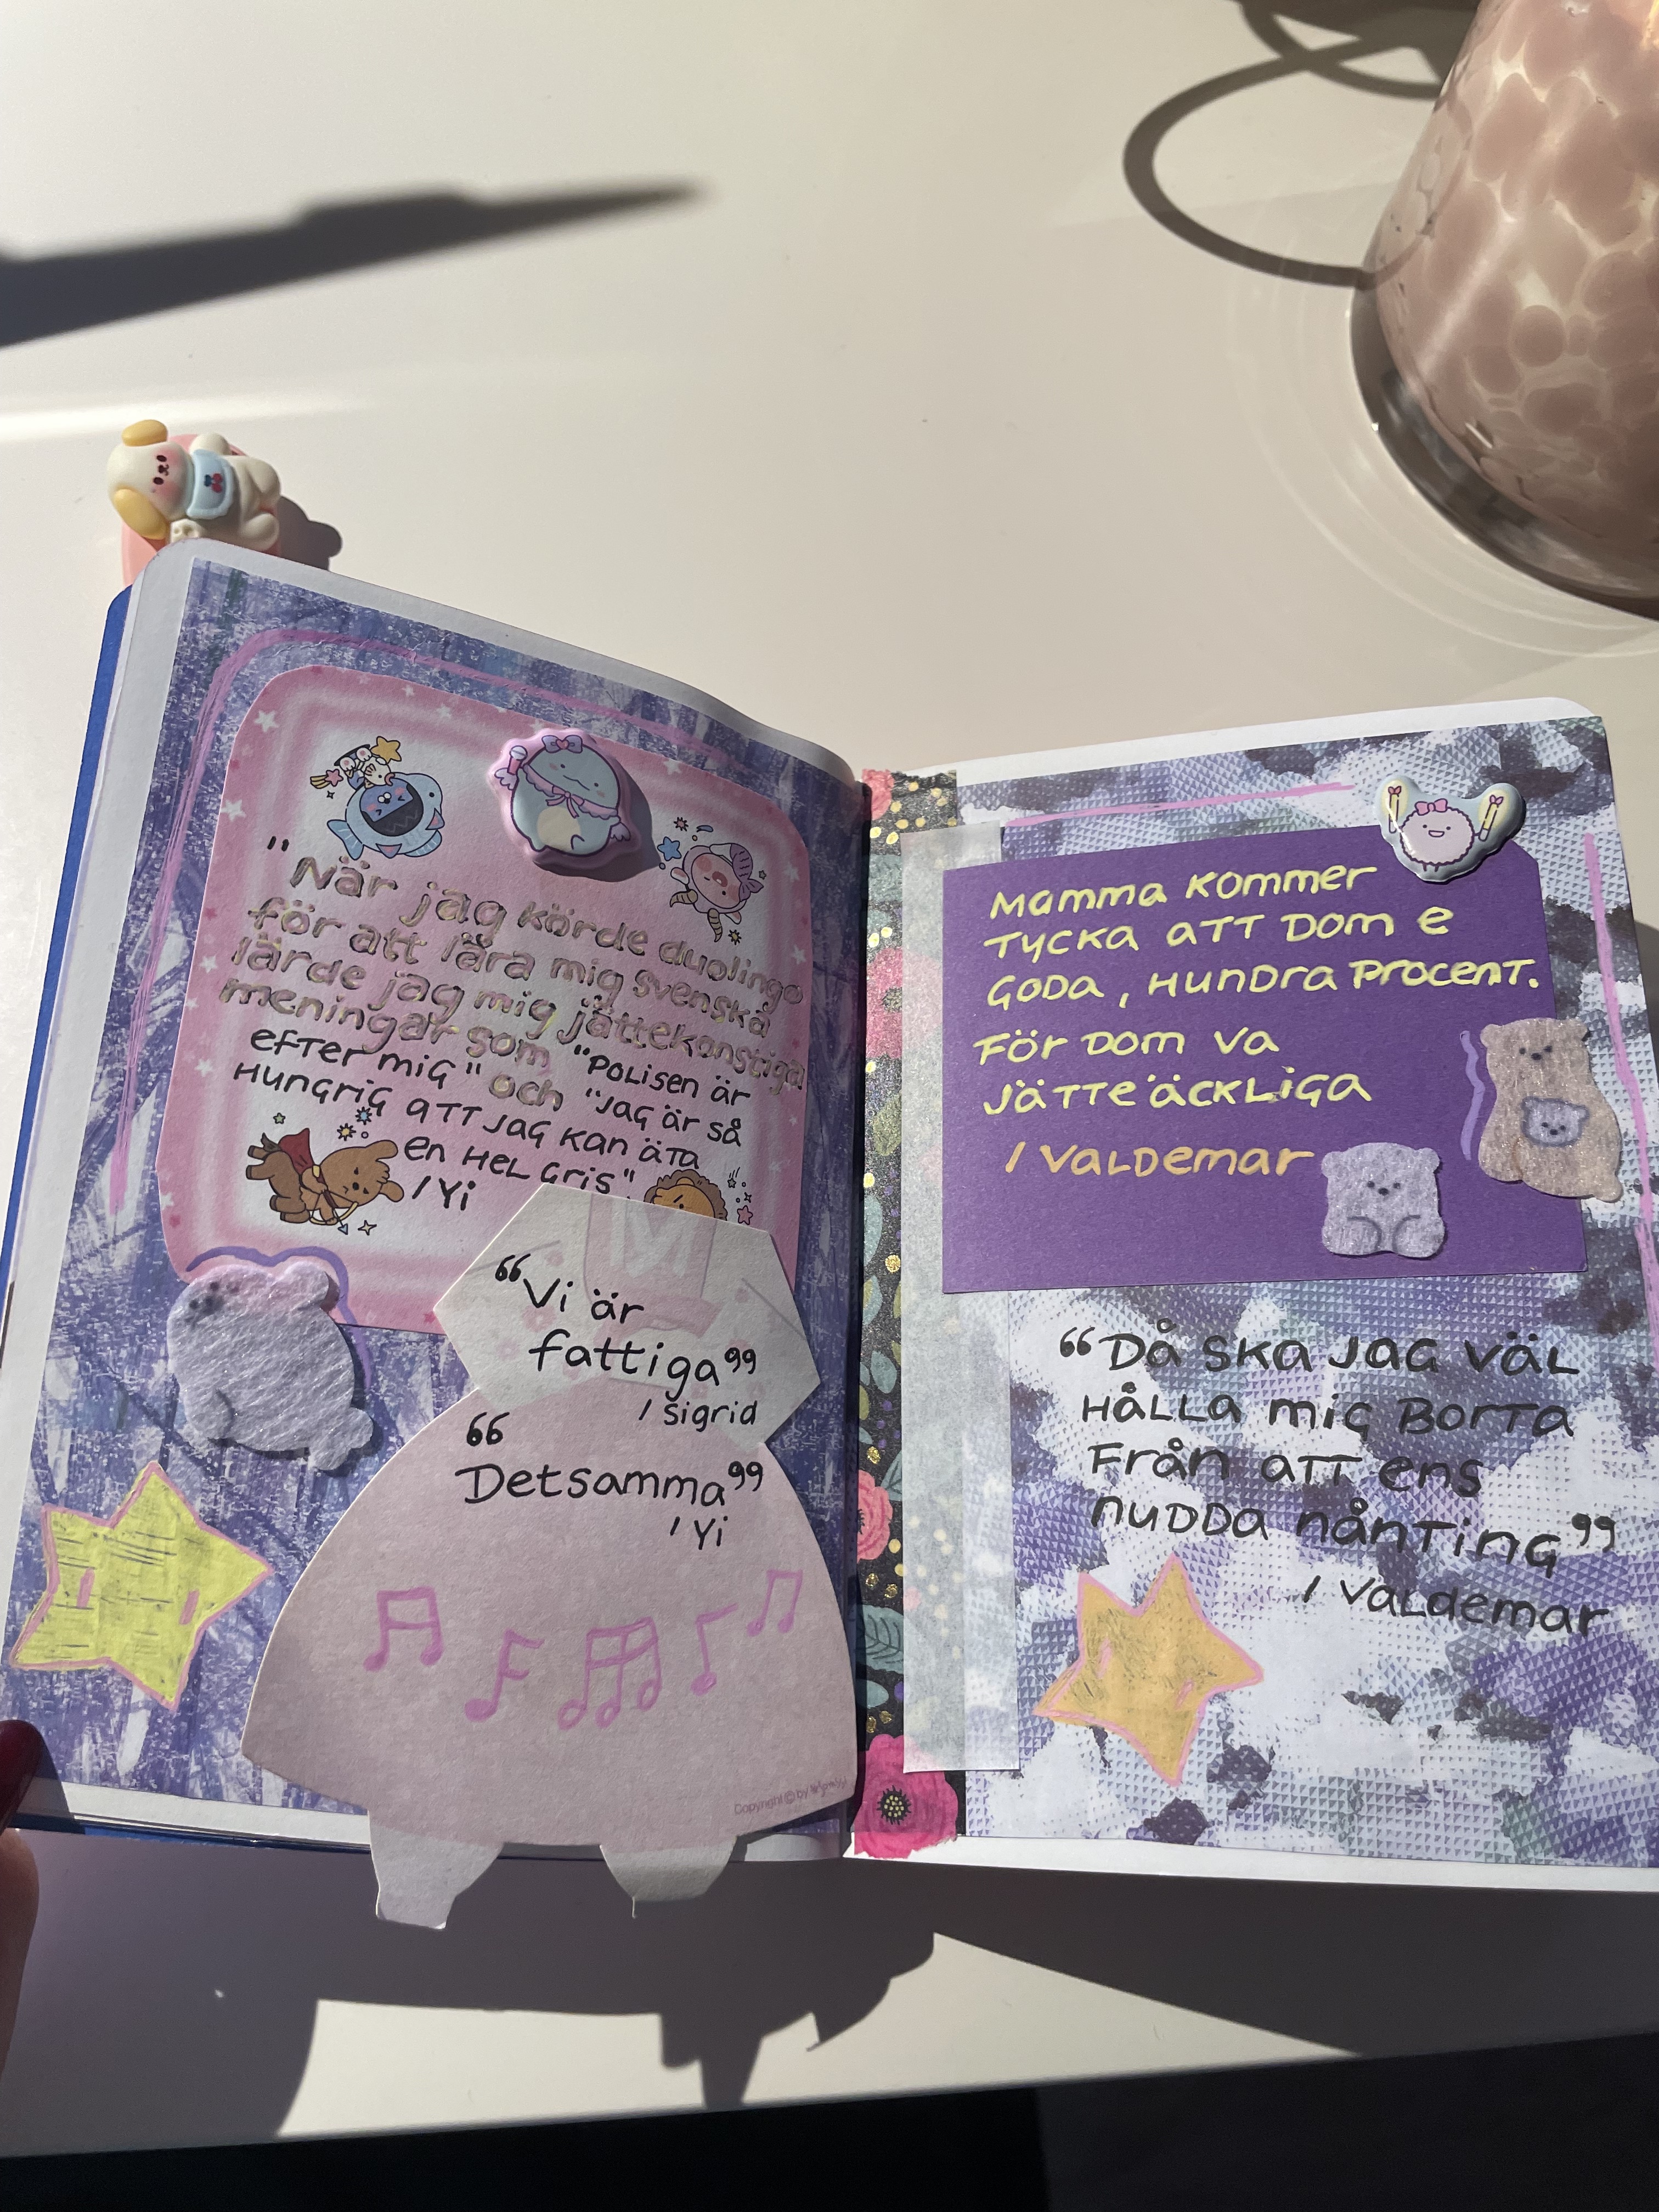 "När jag körde duolingo
för att lära mig svenska
lärde jag mig jättekonstiga
meningar som "Polisen är
efter mig" och "Jag är så
Hungrig att jag kan äta
en Hel Gris"
/Yi
"Vi är
fattiga"
/Sigrid
"
Detsamma"
/Yi
Copyright © by
Mamma kommer
tycka att dom e
goda, hundra procent.
För dom va
jätteäckliga
/Valdemar
"Då ska jag väl
hålla mig borta
från att ens
nudda nånting"
/Valdemar